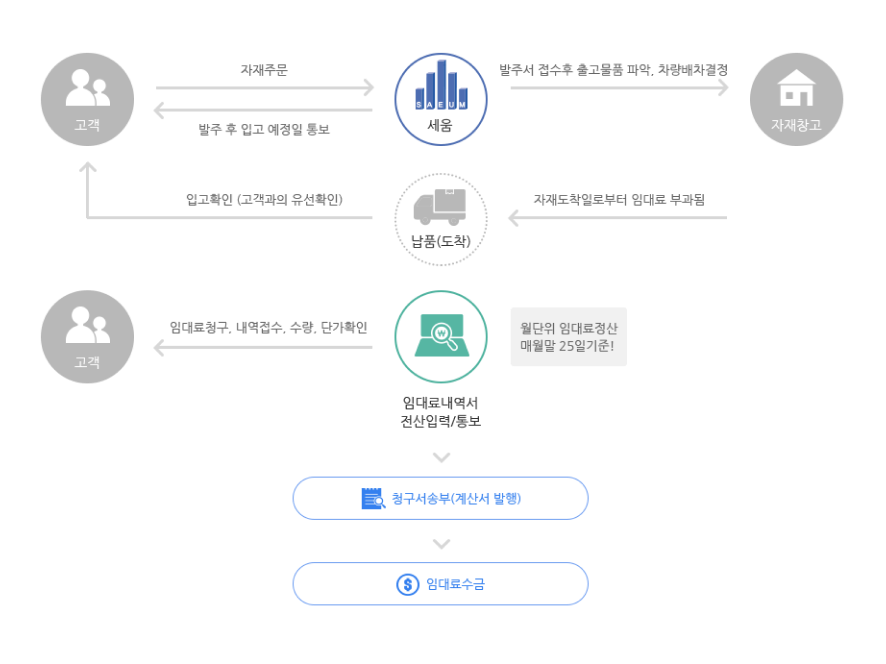 자재주문
발주서 접수후 출고물품 파악, 차량배차결정
SAEUM
고객
세움
자재창고
발주 후 입고 예정일 통보
입고확인 (고객과의 유선확인)
자재도착일로부터 임대료 부과됨
납품(도착)
임대료청구, 내역접수, 수량, 단가확인
₩
월단위 임대료정산
매월말 25일기준!
고객
임대료내역서
전산입력/통보
청구서송부(계산서 발행)
$ 임대료수금